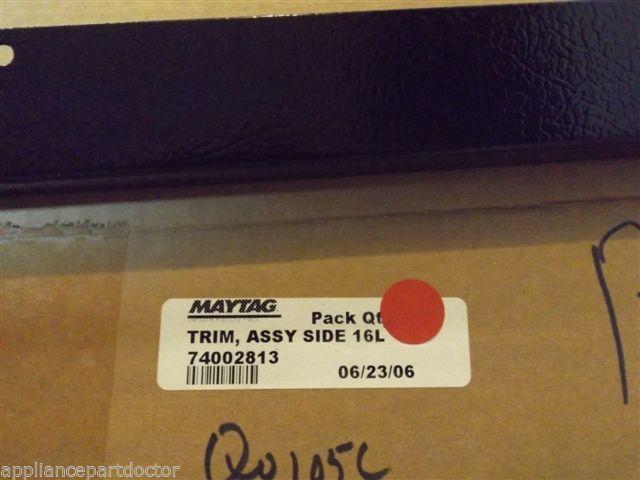 MAYTAG
Pack Qt
TRIM, ASSY SIDE 16L
74002813
06/23/06
appliancepartdoctor